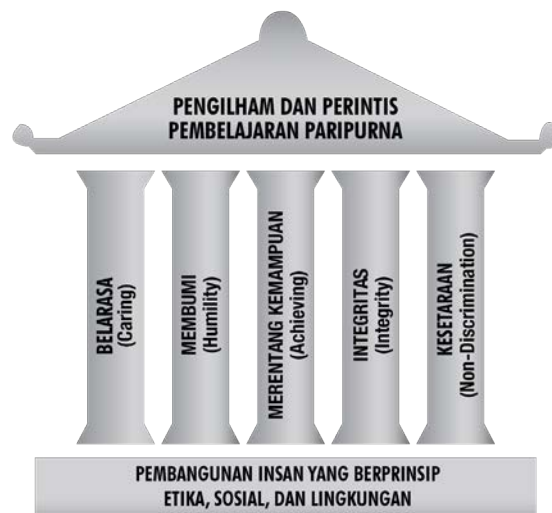 PENGILHAM DAN PERINTIS
PEMBELAJARAN PARIPURNA
BELARASA
(Caring)
MEMBUMI
(Humility)
MERENTANG KEMAMPUAN
(Achieving)
INTEGRITAS
(Integrity)
KESETARAAN
(Non-Discrimination)
PEMBANGUNAN INSAN YANG BERPRINSIP
ETIKA, SOSIAL, DAN LINGKUNGAN